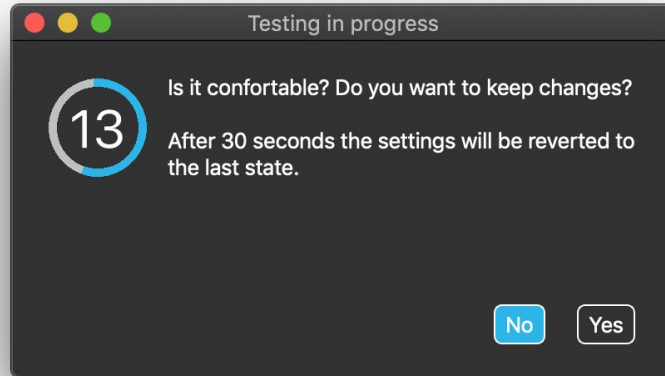 Testing in progress
13
Is it confortable? Do you want to keep changes?
After 30 seconds the settings will be reverted to
the last state.
No
Yes